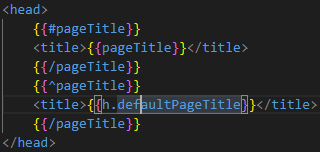 <head>
{{#pageTitle}}
<title>{{pageTitle}}</title>
{{/pageTitle}}
{{^pageTitle}}
<title>{{h.defaultPageTitle}}</title>
{{/pageTitle}}
</head>